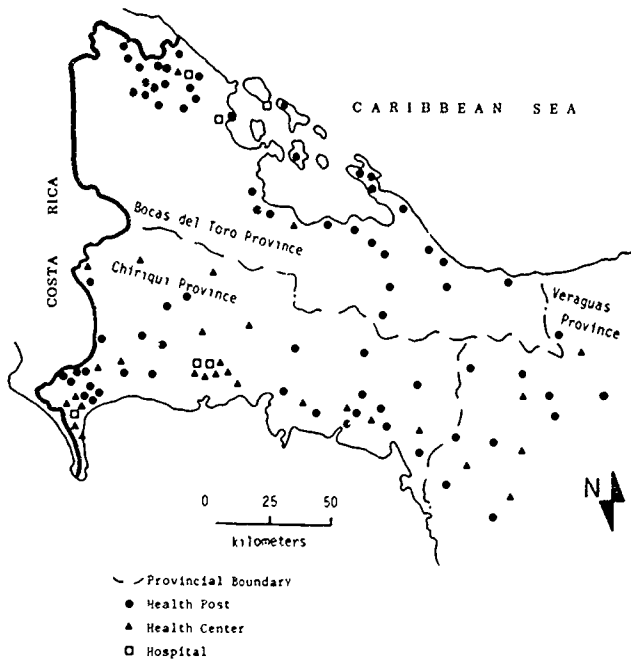 CARIBBEAN SEA
COSTA RICA
Bocas del Toro Province
Chiriqui Province
Veraguas
Province
N
0 25 50
kilometers
Provincial Boundary
Health Post
Health Center
Hospital